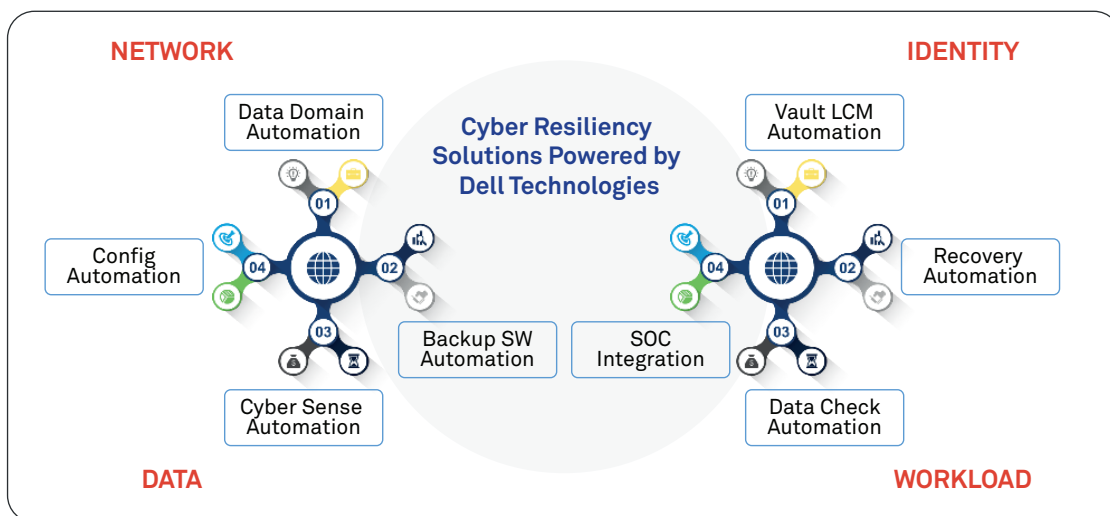 NETWORK
IDENTITY
Data Domain
Automation
Cyber Resiliency
Solutions Powered by
Dell Technologies
Vault LCM
Automation
01
01
Config
Automation
04
02
04
02
Recovery
Automation
03
Backup SW
Automation
SOC
Integration
03
Cyber Sense
Automation
Data Check
Automation
DATA
WORKLOAD